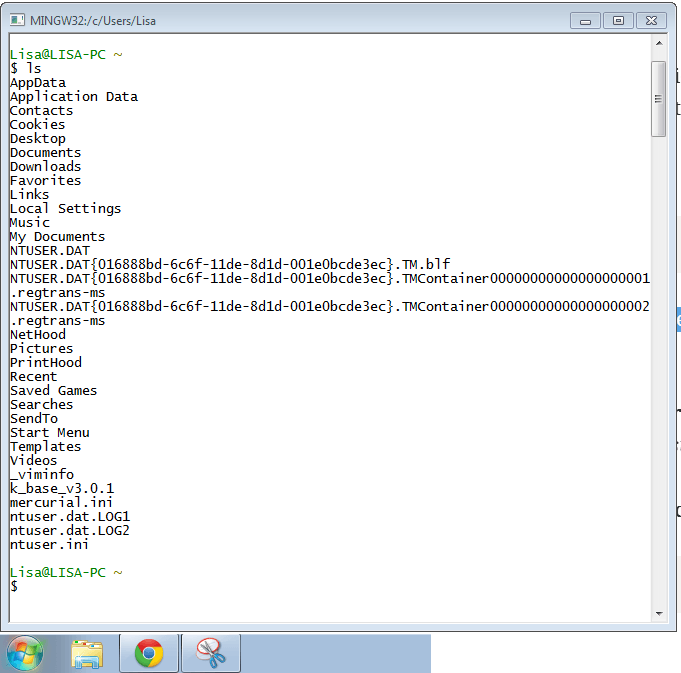 MINGW32:/c/Users/Lisa
Lisa@LISA-PC ~
$ ls
AppData
Application Data
Contacts
Cookies
Desktop
Documents
Downloads
Favorites
Links
Local Settings
Music
My Documents
NTUSER.DAT
NTUSER.DAT{016888bd-6c6f-11de-8d1d-001e0bcde3ec}.TM.blf
NTUSER.DAT{016888bd-6c6f-11de-8d1d-001e0bcde3ec}.TMContainer00000000000000000001
.regtrans-ms
NTUSER.DAT{016888bd-6c6f-11de-8d1d-001e0bcde3ec}.TMContainer00000000000000000002
.regtrans-ms
NetHood
Pictures
PrintHood
Recent
Saved Games
Searches
SendTo
Start Menu
Templates
Videos
_viminfo
k_base_v3.0.1
mercurial.ini
ntuser.dat.LOG1
ntuser.dat.LOG2
ntuser.ini
Lisa@LISA-PC ~
$